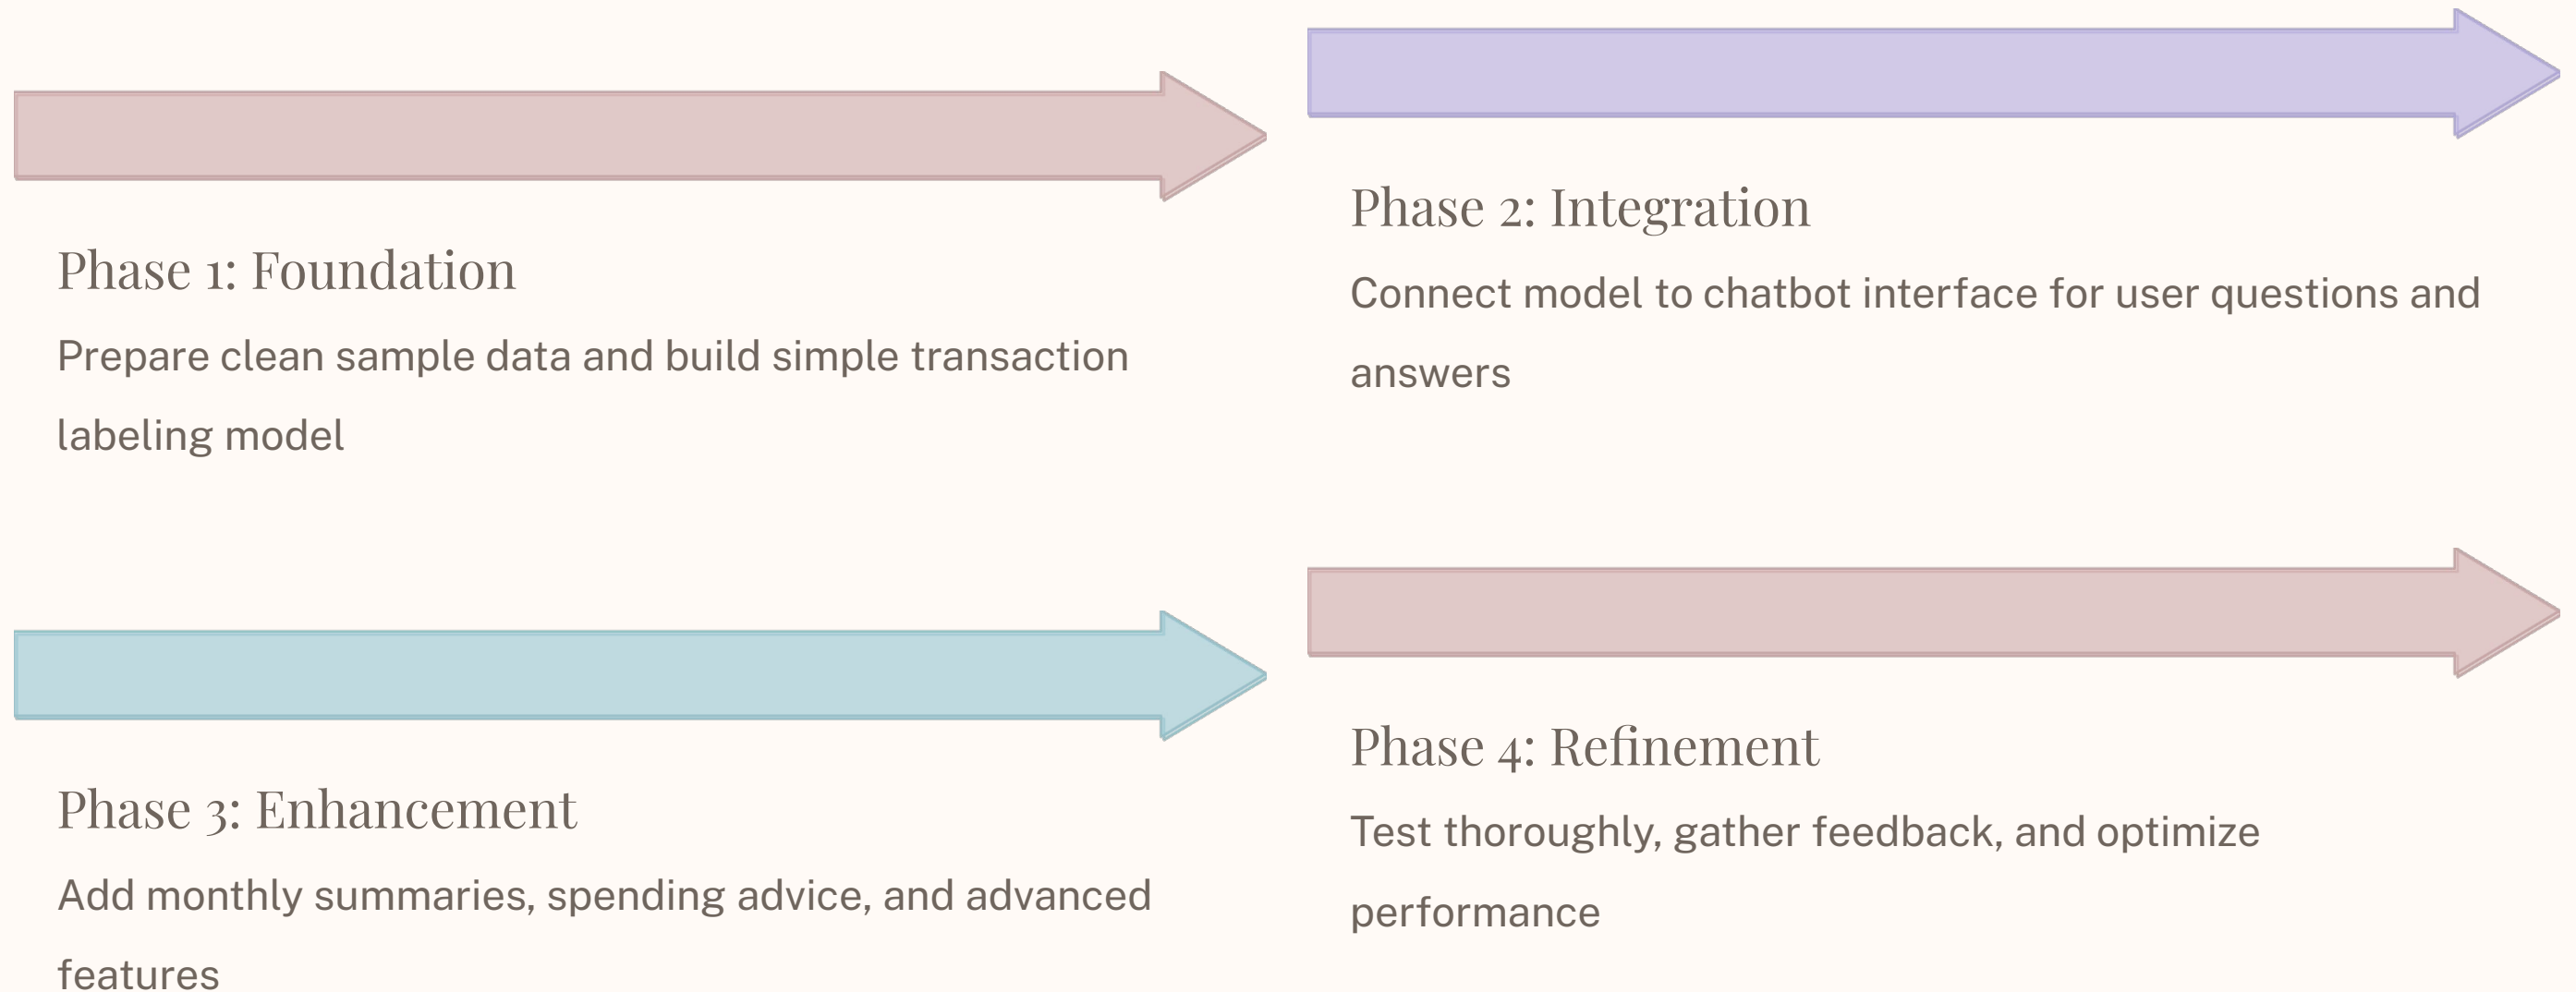 Phase 1: Foundation
Prepare clean sample data and build simple transaction
labeling model
Phase 2: Integration
Connect model to chatbot interface for user questions and
answers
Phase 3: Enhancement
Add monthly summaries, spending advice, and advanced
features
Phase 4: Refinement
Test thoroughly, gather feedback, and optimize
performance